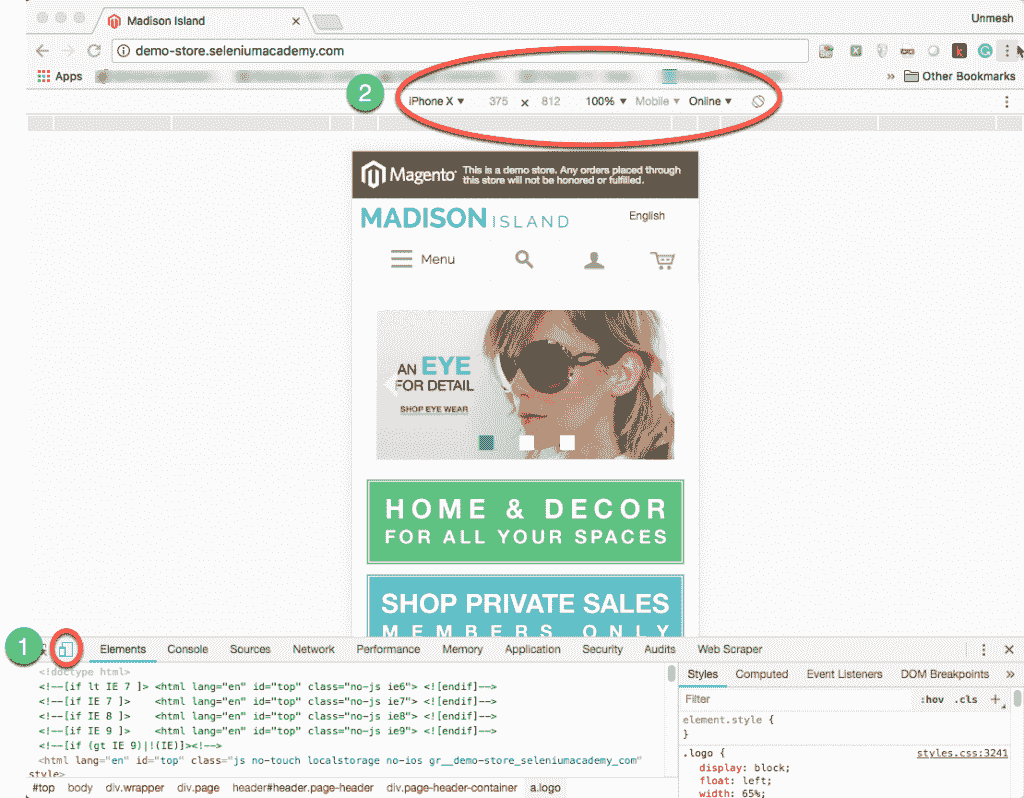 Madison Island
Unmesh
demo-store.seleniumacademy.com
Apps
» Other Bookmarks
2
iPhone X ▼ 375 x 812 100% ▼ Mobile ▼ Online ▼
Magento® This is a demo store. Any orders placed through
this store will not be honored or fulfilled.
MADISON ISLAND
English
Menu
AN EYE
FOR DETAIL
SHOP EYE WEAR
HOME & DECOR
FOR ALL YOUR SPACES
SHOP PRIVATE SALES
MEMBERS ONLY
1
Elements Console Sources Network Performance Memory Application Security Audits Web Scraper
<!doctype html>
<!--[if lt IE 7 ]> <html lang="en" id="top" class="no-js ie6"> <![endif]-->
<!--[if IE 7 ]> <html lang="en" id="top" class="no-js ie7"> <![endif]-->
<!--[if IE 8 ]> <html lang="en" id="top" class="no-js ie8"> <![endif]-->
<!--[if IE 9 ]> <html lang="en" id="top" class="no-js ie9"> <![endif]-->
<!--[if (gt IE 9)|!(IE)]><!-->
<html lang="en" id="top" class="js no-touch localstorage no-ios gr__demo-store_seleniumacademy_com"
style>
#top body div.wrapper div.page header#header.page-header div.page-header-container a.logo
Styles Computed Event Listeners DOM Breakpoints »
Filter :hov .cls +
element.style {
}
.logo { styles.css:3241
display: block;
float: left;
width: 65%;